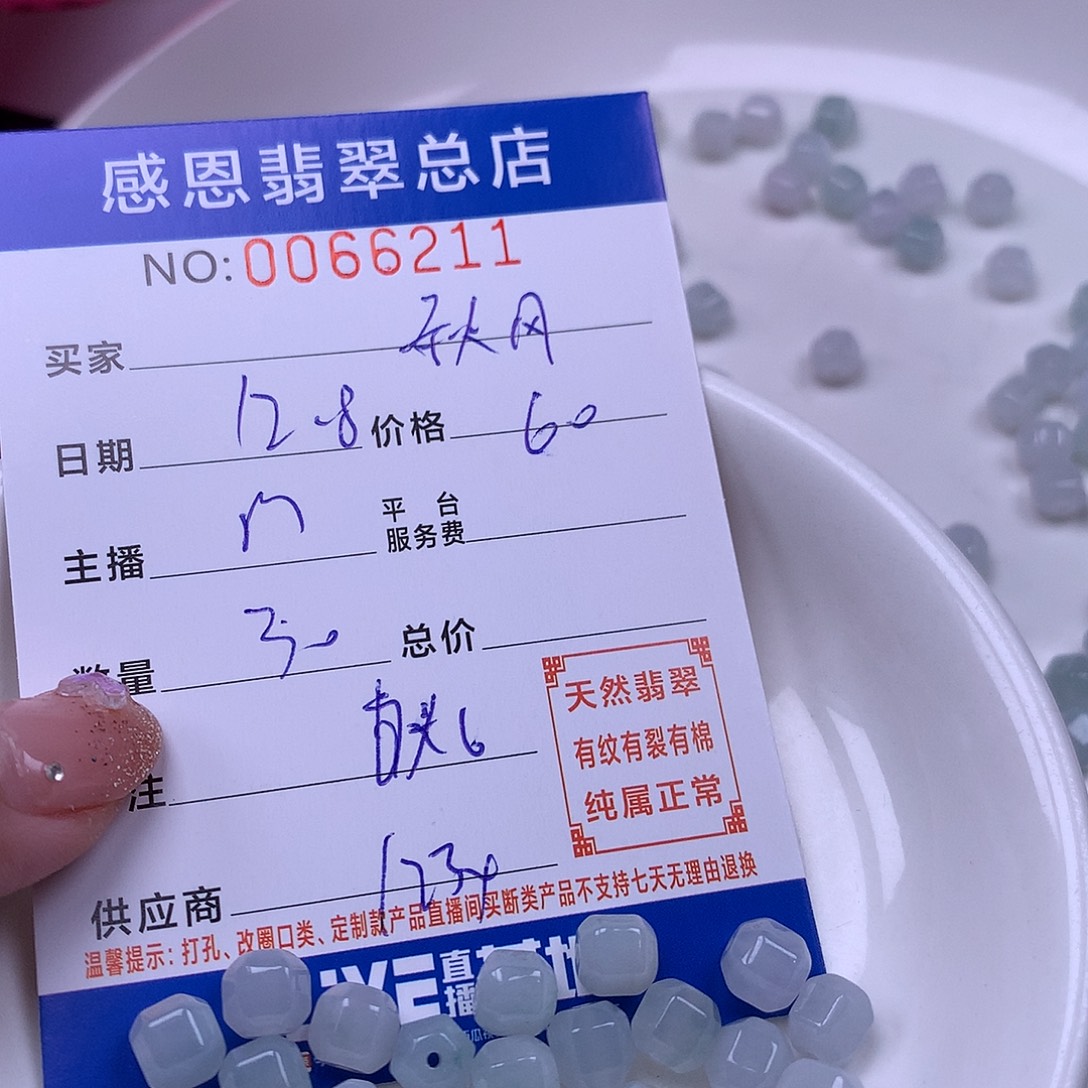 感恩翡翠总店
NO:0066211
买家 秋风
日期 12-8 价格 60
主播 平台服务费
数量 30 总价
注
天然翡翠
有纹有裂有棉
纯属正常
供应商
温馨提示：打孔、改圈口类、定制款产品直播间买断类产品不支持七天无理由退换
直播